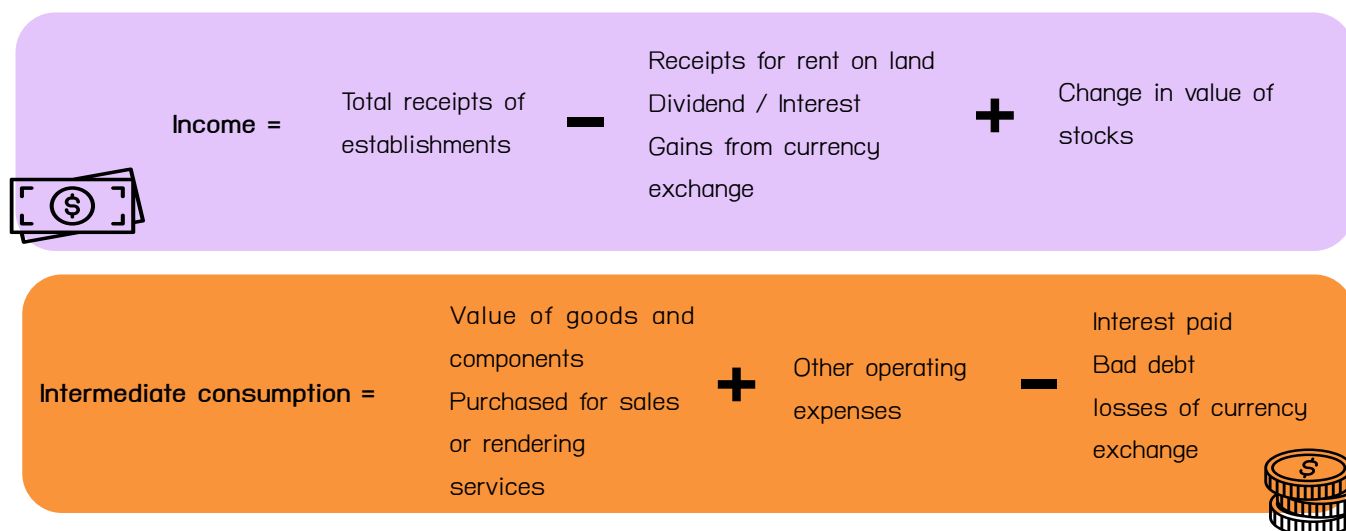 Income =
Total receipts of
establishments
−
Receipts for rent on land
Dividend / Interest
Gains from currency
exchange
+
Change in value of
stocks
$
Intermediate consumption =
Value of goods and
components
Purchased for sales
or rendering
services
+
Other operating
expenses
−
Interest paid
Bad debt
losses of currency
exchange
$